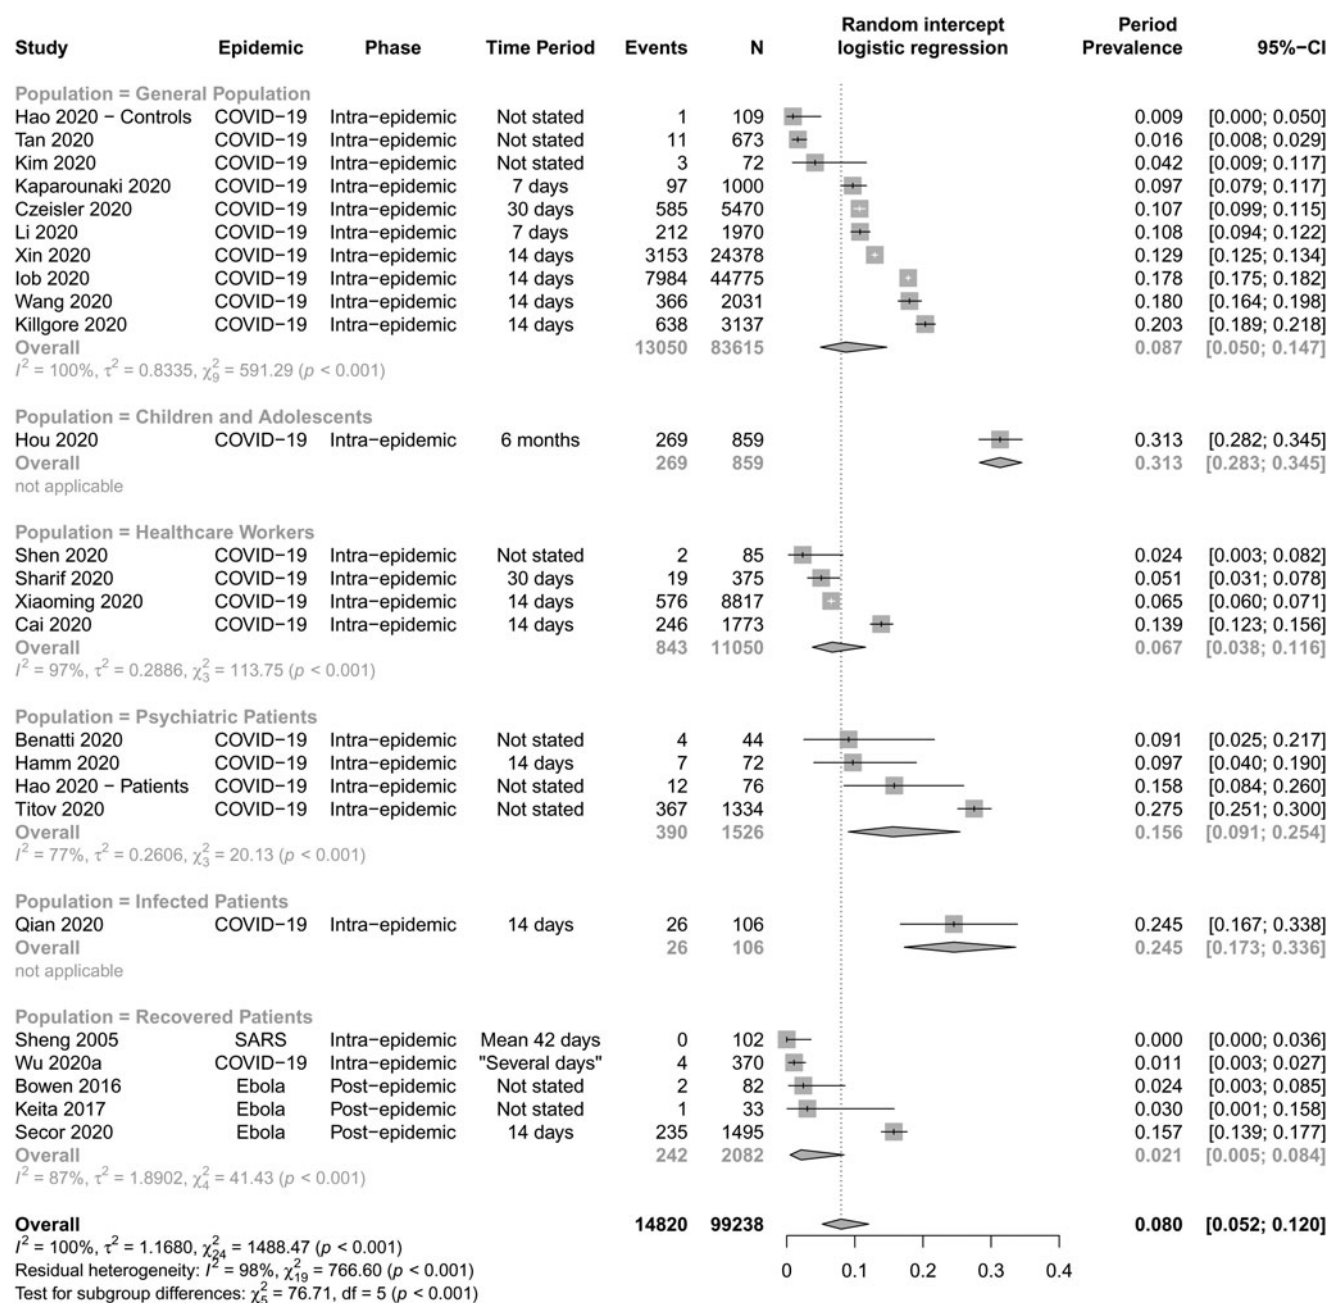 Study Epidemic Phase Time Period Events N Random intercept logistic regression Period Prevalence 95%−CI
Population = General Population
Hao 2020 − Controls COVID−19 Intra−epidemic Not stated 1 109 0.009 [0.000; 0.050]
Tan 2020 COVID−19 Intra−epidemic Not stated 11 673 0.016 [0.008; 0.029]
Kim 2020 COVID−19 Intra−epidemic Not stated 3 72 0.042 [0.009; 0.117]
Kaparounaki 2020 COVID−19 Intra−epidemic 7 days 97 1000 0.097 [0.079; 0.117]
Czeisler 2020 COVID−19 Intra−epidemic 30 days 585 5470 0.107 [0.099; 0.115]
Li 2020 COVID−19 Intra−epidemic 7 days 212 1970 0.108 [0.094; 0.122]
Xin 2020 COVID−19 Intra−epidemic 14 days 3153 24378 0.129 [0.125; 0.134]
Iob 2020 COVID−19 Intra−epidemic 14 days 7984 44775 0.178 [0.175; 0.182]
Wang 2020 COVID−19 Intra−epidemic 14 days 366 2031 0.180 [0.164; 0.198]
Killgore 2020 COVID−19 Intra−epidemic 14 days 638 3137 0.203 [0.189; 0.218]
Overall 13050 83615 0.087 [0.050; 0.147]
I² = 100%, τ² = 0.8335, χ²₉ = 591.29 (p < 0.001)
Population = Children and Adolescents
Hou 2020 COVID−19 Intra−epidemic 6 months 269 859 0.313 [0.282; 0.345]
Overall 269 859 0.313 [0.283; 0.345]
not applicable
Population = Healthcare Workers
Shen 2020 COVID−19 Intra−epidemic Not stated 2 85 0.024 [0.003; 0.082]
Sharif 2020 COVID−19 Intra−epidemic 30 days 19 375 0.051 [0.031; 0.078]
Xiaoming 2020 COVID−19 Intra−epidemic 14 days 576 8817 0.065 [0.060; 0.071]
Cai 2020 COVID−19 Intra−epidemic 14 days 246 1773 0.139 [0.123; 0.156]
Overall 843 11050 0.067 [0.038; 0.116]
I² = 97%, τ² = 0.2886, χ²₃ = 113.75 (p < 0.001)
Population = Psychiatric Patients
Benatti 2020 COVID−19 Intra−epidemic Not stated 4 44 0.091 [0.025; 0.217]
Hamm 2020 COVID−19 Intra−epidemic 14 days 7 72 0.097 [0.040; 0.190]
Hao 2020 − Patients COVID−19 Intra−epidemic Not stated 12 76 0.158 [0.084; 0.260]
Titov 2020 COVID−19 Intra−epidemic Not stated 367 1334 0.275 [0.251; 0.300]
Overall 390 1526 0.156 [0.091; 0.254]
I² = 77%, τ² = 0.2606, χ²₃ = 20.13 (p < 0.001)
Population = Infected Patients
Qian 2020 COVID−19 Intra−epidemic 14 days 26 106 0.245 [0.167; 0.338]
Overall 26 106 0.245 [0.173; 0.336]
not applicable
Population = Recovered Patients
Sheng 2005 SARS Intra−epidemic Mean 42 days 0 102 0.000 [0.000; 0.036]
Wu 2020a COVID−19 Intra−epidemic "Several days" 4 370 0.011 [0.003; 0.027]
Bowen 2016 Ebola Post−epidemic Not stated 2 82 0.024 [0.003; 0.085]
Keita 2017 Ebola Post−epidemic Not stated 1 33 0.030 [0.001; 0.158]
Secor 2020 Ebola Post−epidemic 14 days 235 1495 0.157 [0.139; 0.177]
Overall 242 2082 0.021 [0.005; 0.084]
I² = 87%, τ² = 1.8902, χ²₄ = 41.43 (p < 0.001)
Overall 14820 99238 0.080 [0.052; 0.120]
I² = 100%, τ² = 1.1680, χ²₂₄ = 1488.47 (p < 0.001)
Residual heterogeneity: I² = 98%, χ²₁₉ = 766.60 (p < 0.001)
0 0.1 0.2 0.3 0.4
Test for subgroup differences: χ²₅ = 76.71, df = 5 (p < 0.001)